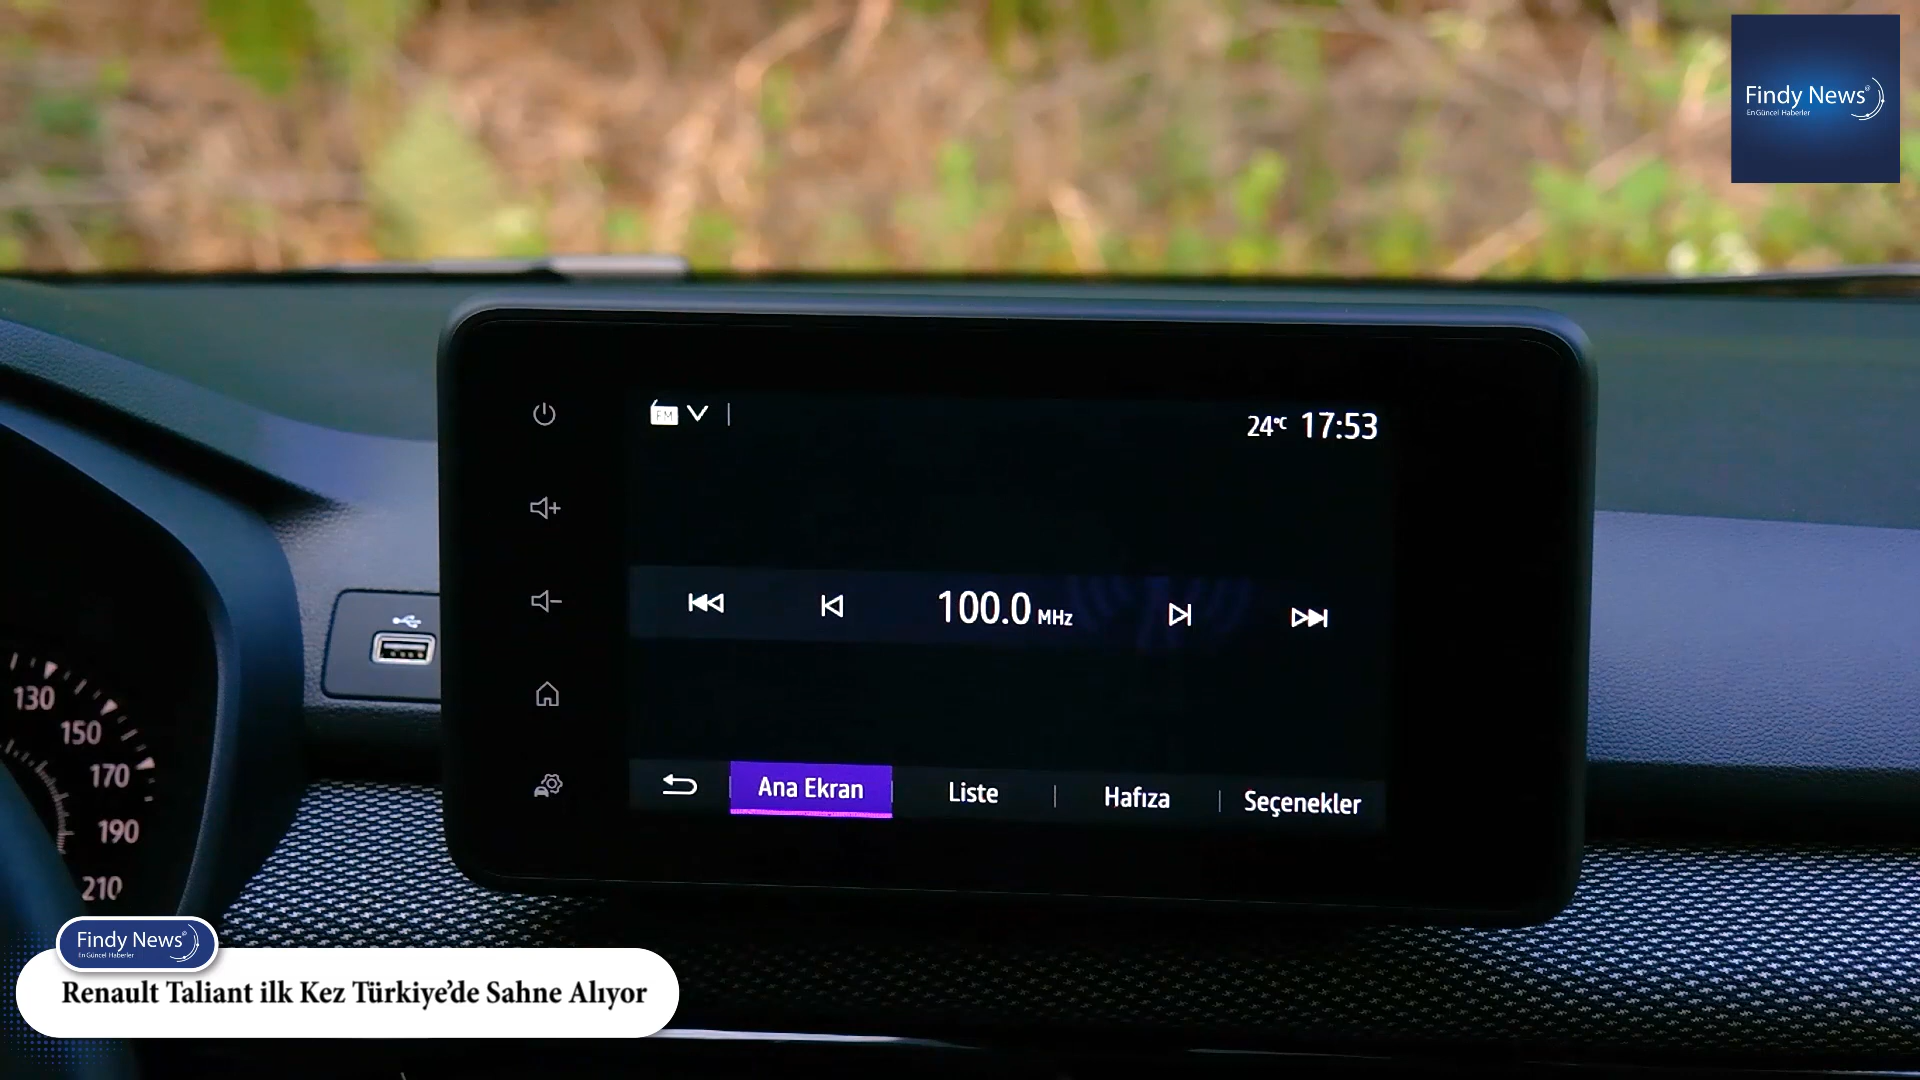 Findy News®
En Güncel Haberler
FM
24°C 17:53
100.0 MHz
Ana Ekran
Liste
Hafıza
Seçenekler
130
150
170
190
210
Findy News®
En Güncel Haberler
Renault Taliant ilk Kez Türkiye’de Sahne Alıyor